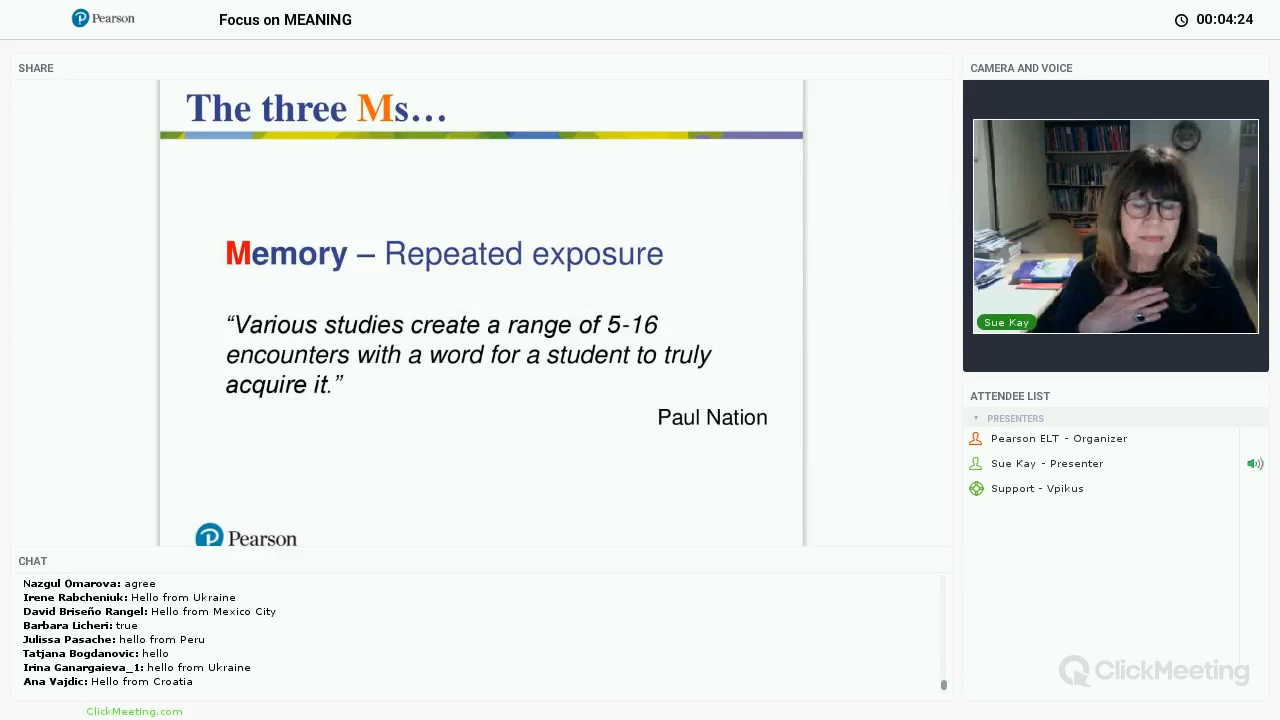 Pearson
Focus on MEANING
00:04:24
SHARE
The three Ms…
Memory – Repeated exposure
“Various studies create a range of 5-16
encounters with a word for a student to truly
acquire it.”
Paul Nation
Pearson
CAMERA AND VOICE
Sue Kay
ATTENDEE LIST
PRESENTERS
Pearson ELT - Organizer
Sue Kay - Presenter
Support - Vpikus
CHAT
Nazgul Omarova: agree
Irene Rabcheniuk: Hello from Ukraine
David Briseño Rangel: Hello from Mexico City
Barbara Licheri: true
Julissa Pasache: hello from Peru
Tatjana Bogdanovic: hello
Irina Ganargaieva_1: hello from Ukraine
Ana Vajdic: Hello from Croatia
ClickMeeting
ClickMeeting.com